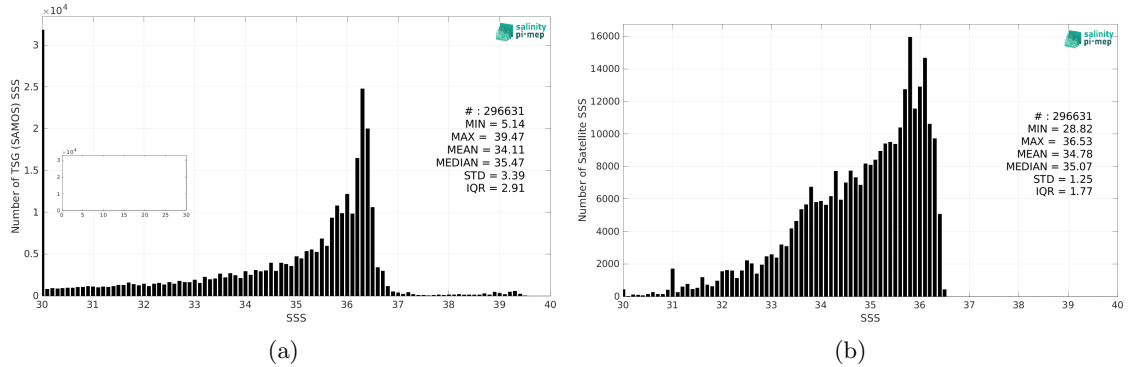 ×10⁴
3
2.5
2
1.5
1
0.5
0
30 31 32 33 34 35 36 37 38 39 40
SSS
Number of TSG (SAMOS) SSS
salinity
pi-mep
# : 296631
MIN = 5.14
MAX = 39.47
MEAN = 34.11
MEDIAN = 35.47
STD = 3.39
IQR = 2.91
×10⁴
3
2
1
0
0 5 10 15 20 25 30
(a)
16000
14000
12000
10000
8000
6000
4000
2000
0
30 31 32 33 34 35 36 37 38 39 40
SSS
Number of Satellite SSS
salinity
pi-mep
# : 296631
MIN = 28.82
MAX = 36.53
MEAN = 34.78
MEDIAN = 35.07
STD = 1.25
IQR = 1.77
(b)